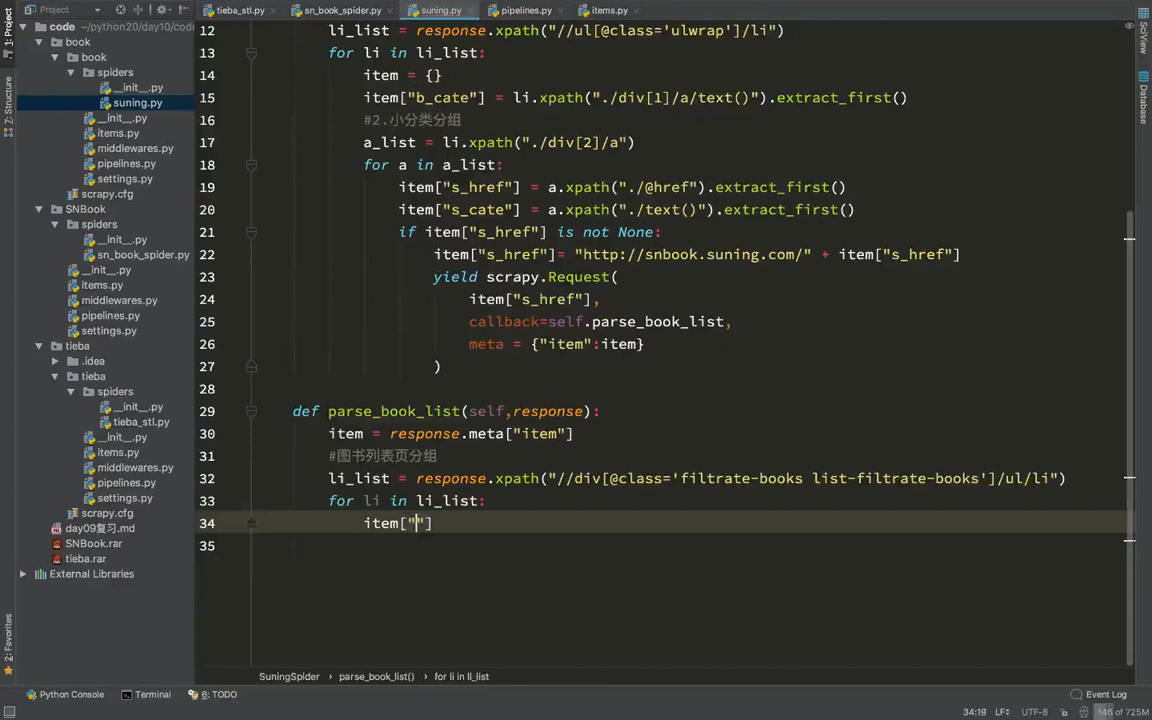 Project
tieba_stl.py
sn_book_spider.py
suning.py
pipelines.py
items.py
1: Project
7: Structure
2: Favorites
SciView
Database
code ~/python20/day10/code
book
book
spiders
__init__.py
suning.py
__init__.py
items.py
middlewares.py
pipelines.py
settings.py
scrapy.cfg
SNBook
spiders
__init__.py
sn_book_spider.py
__init__.py
items.py
middlewares.py
pipelines.py
settings.py
tieba
.idea
tieba
spiders
__init__.py
tieba_stl.py
__init__.py
items.py
middlewares.py
pipelines.py
settings.py
scrapy.cfg
day09复习.md
SNBook.rar
tieba.rar
External Libraries
12 li_list = response.xpath("//ul[@class='ulwrap']/li")
13 for li in li_list:
14 item = {}
15 item["b_cate"] = li.xpath("./div[1]/a/text()").extract_first()
16 #2.小分类分组
17 a_list = li.xpath("./div[2]/a")
18 for a in a_list:
19 item["s_href"] = a.xpath("./@href").extract_first()
20 item["s_cate"] = a.xpath("./text()").extract_first()
21 if item["s_href"] is not None:
22 item["s_href"]= "http://snbook.suning.com/" + item["s_href"]
23 yield scrapy.Request(
24 item["s_href"],
25 callback=self.parse_book_list,
26 meta = {"item":item}
27 )
28
29 def parse_book_list(self,response):
30 item = response.meta["item"]
31 #图书列表页分组
32 li_list = response.xpath("//div[@class='filtrate-books list-filtrate-books']/ul/li")
33 for li in li_list:
34 item[""]
35
SuningSpider › parse_book_list() › for li in li_list
Python Console
Terminal
6: TODO
Event Log
34:19 LF UTF-8 146 of 725M